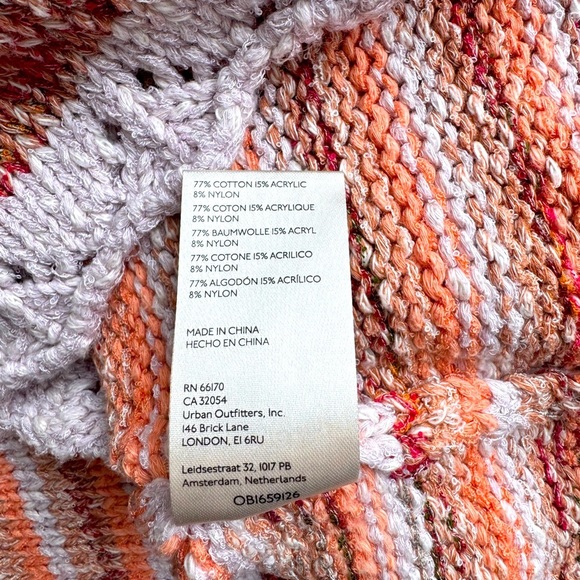 77% COTTON 15% ACRYLIC
8% NYLON
77% COTON 15% ACRYLIQUE
8% NYLON
77% BAUMWOLLE 15% ACRYL
8% NYLON
77% COTONE 15% ACRILICO
8% NYLON
77% ALGODÓN 15% ACRÍLICO
8% NYLON
MADE IN CHINA
HECHO EN CHINA
RN 66170
CA 32054
Urban Outfitters, Inc.
146 Brick Lane
LONDON, E1 6RU
Leidsestraat 32, 1017 PB
Amsterdam, Netherlands
OB1659126